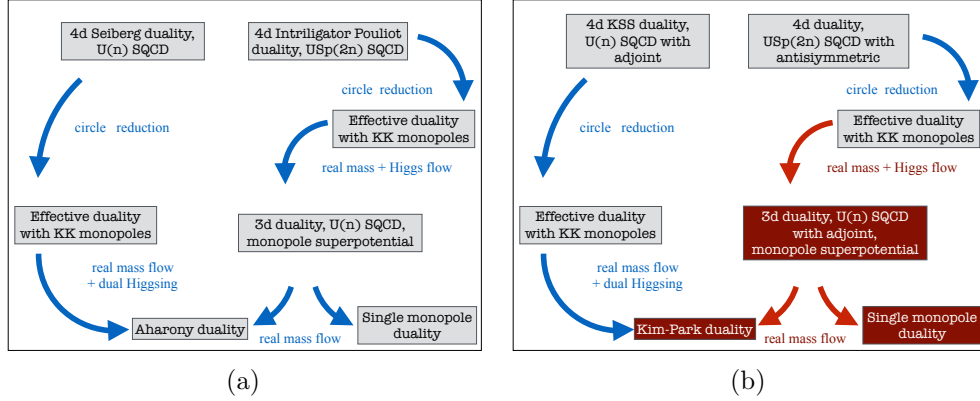 4d Seiberg duality,
U(n) SQCD
4d Intriligator Pouliot
duality, USp(2n) SQCD
circle reduction
circle reduction
Effective duality
with KK monopoles
real mass + Higgs flow
Effective duality
with KK monopoles
3d duality, U(n) SQCD,
monopole superpotential
real mass flow
+ dual Higgsing
Aharony duality
real mass flow
Single monopole
duality
(a)
4d KSS duality,
U(n) SQCD with
adjoint
4d duality,
USp(2n) SQCD with
antisiymmetric
circle reduction
circle reduction
Effective duality
with KK monopoles
real mass + Higgs flow
Effective duality
with KK monopoles
3d duality, U(n) SQCD
with adjoint,
monopole superpotential
real mass flow
+ dual Higgsing
Kim-Park duality
real mass flow
Single monopole
duality
(b)